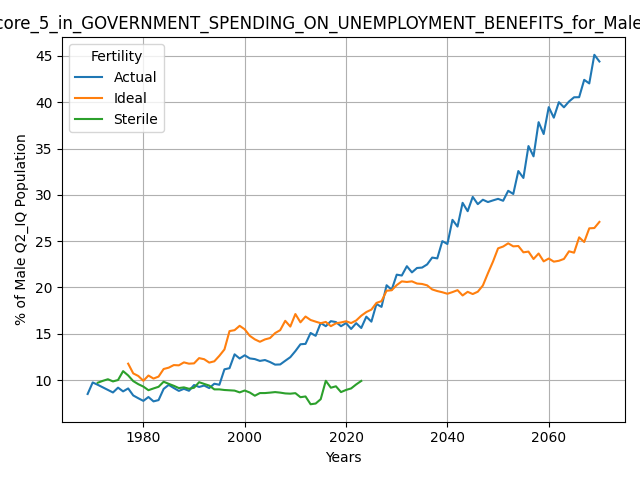 core_5_in_GOVERNMENT_SPENDING_ON_UNEMPLOYMENT_BENEFITS_for_Male
Fertility
Actual
Ideal
Sterile
% of Male Q2_IQ Population
45
40
35
30
25
20
15
10
1980
2000
2020
2040
2060
Years